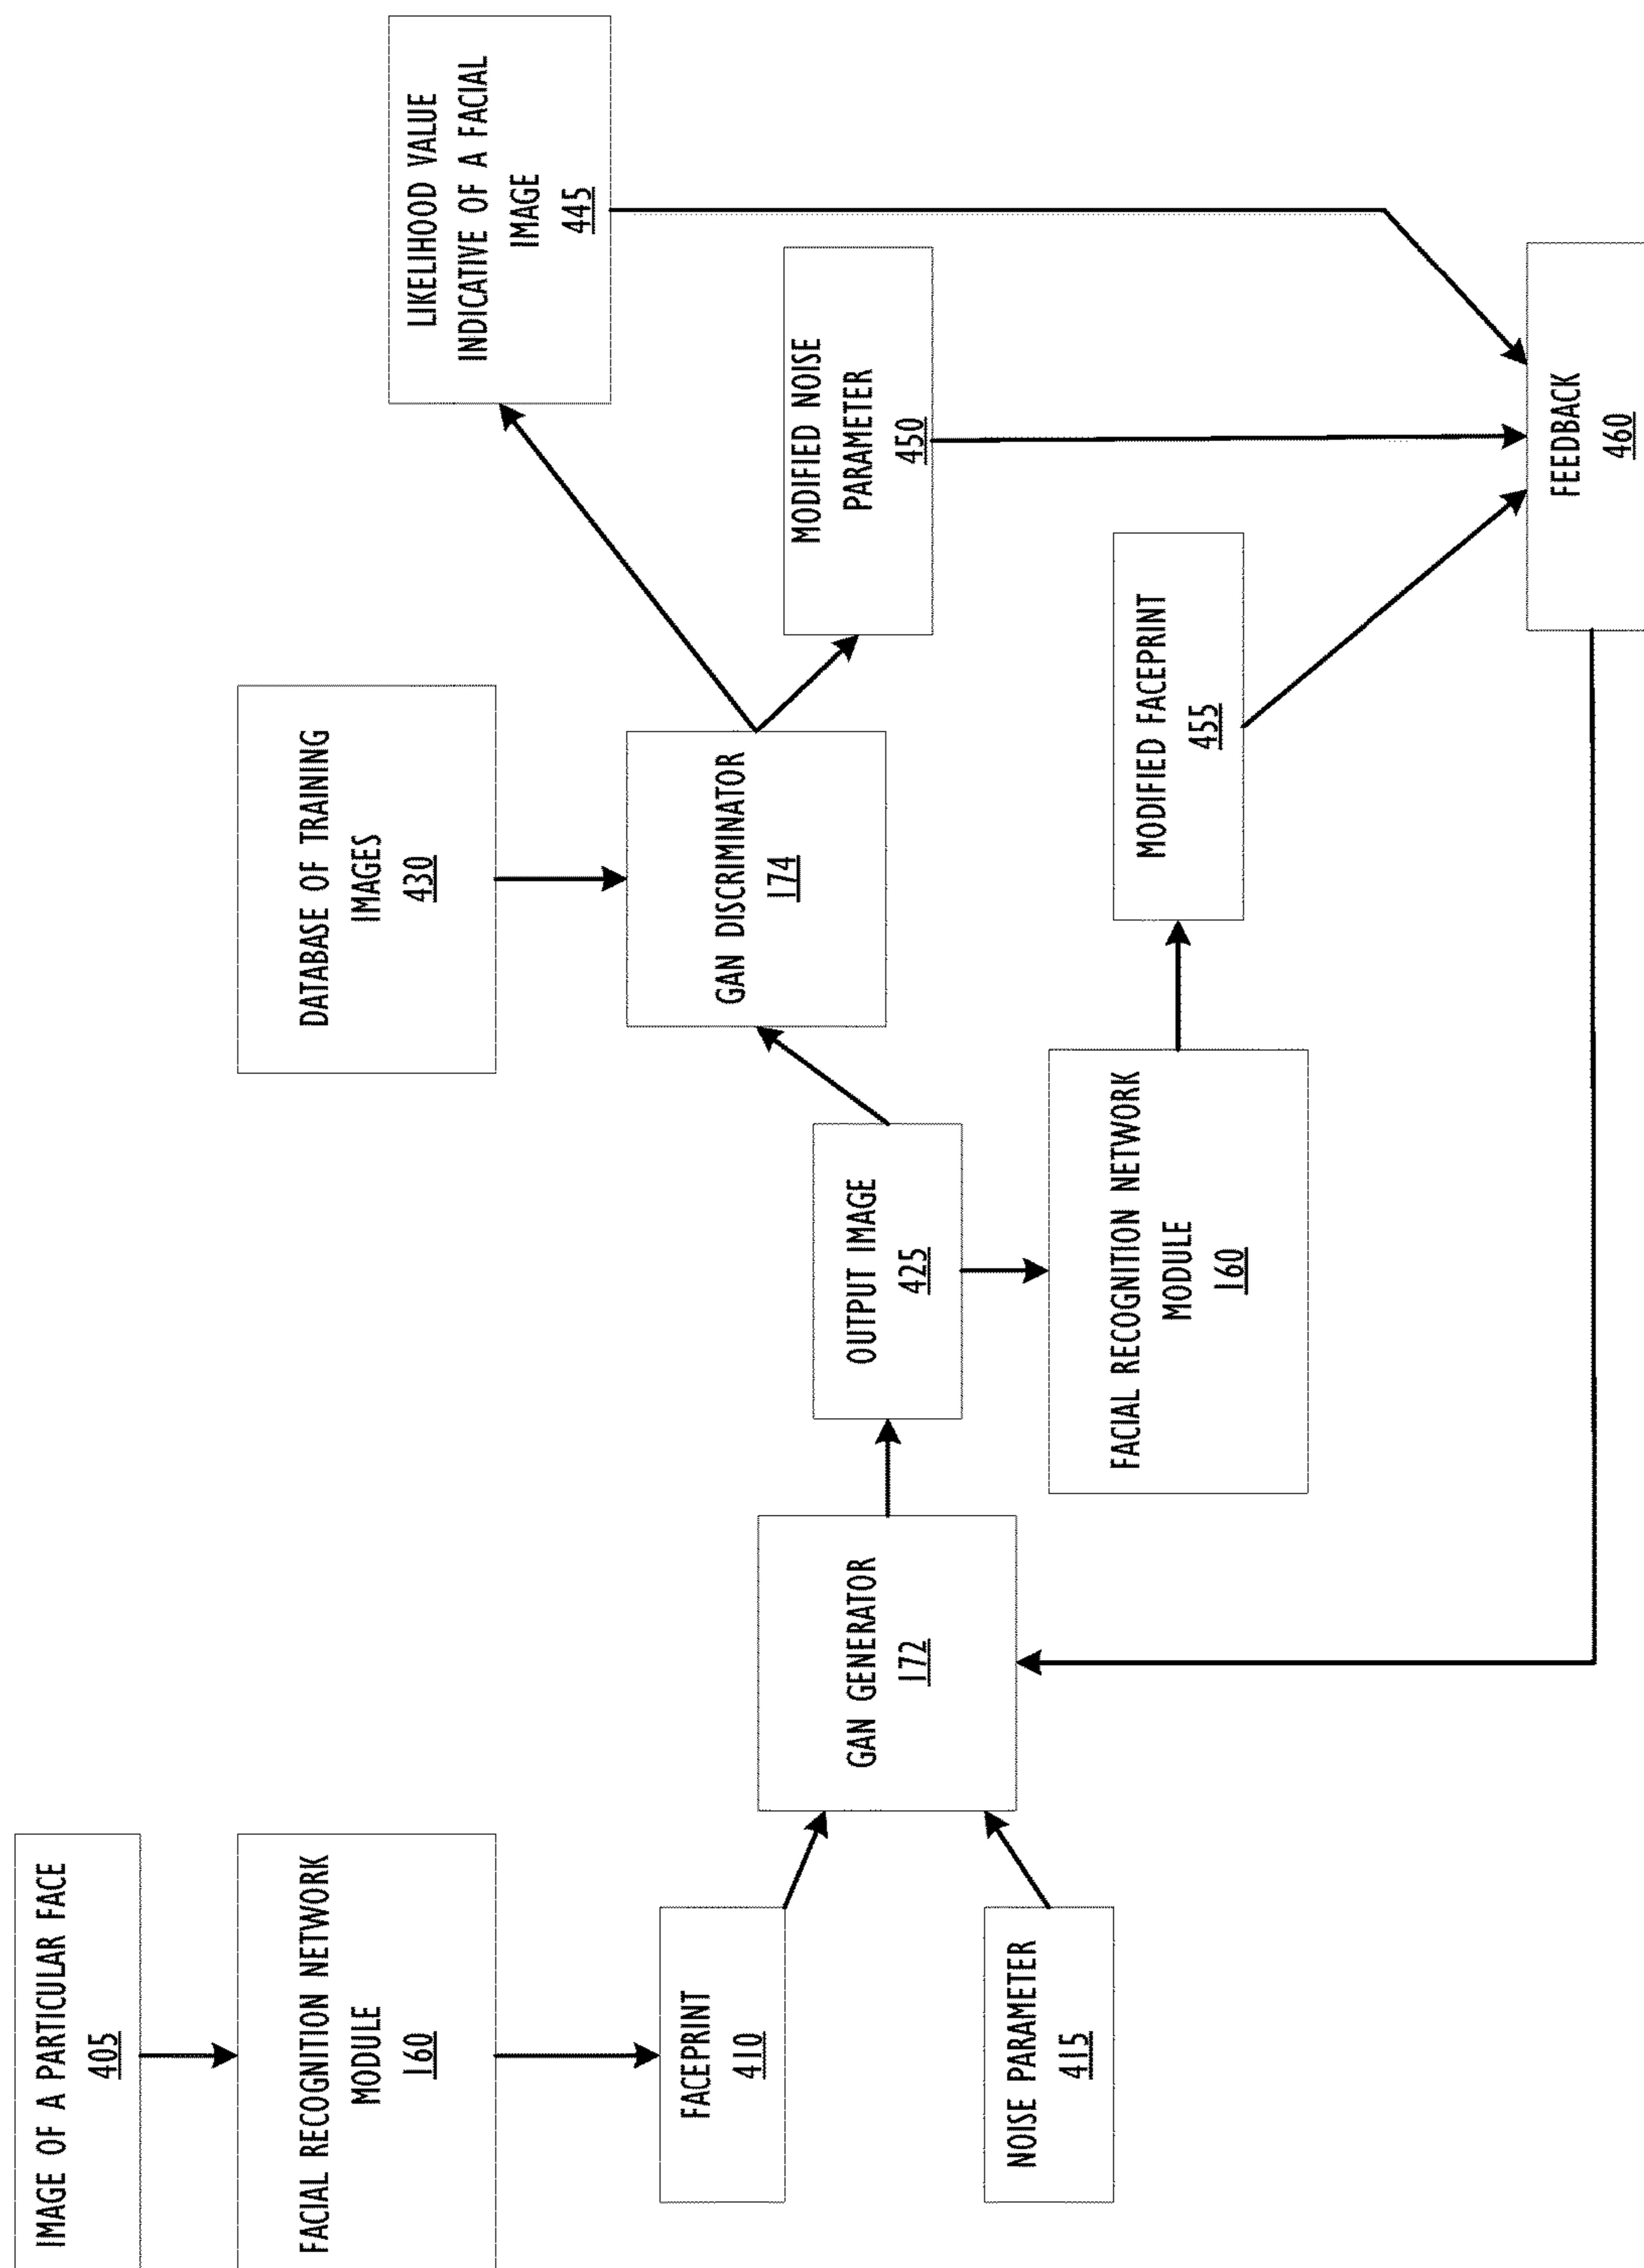 IMAGE OF A PARTICULAR FACE
405
FACIAL RECOGNITION NETWORK
MODULE
160
FACEPRINT
410
NOISE PARAMETER
415
GAN GENERATOR
172
OUTPUT IMAGE
425
FACIAL RECOGNITION NETWORK
MODULE
160
DATABASE OF TRAINING
IMAGES
430
GAN DISCRIMINATOR
174
MODIFIED FACEPRINT
455
LIKELIHOOD VALUE
INDICATIVE OF A FACIAL
IMAGE
445
MODIFIED NOISE
PARAMETER
450
FEEDBACK
460